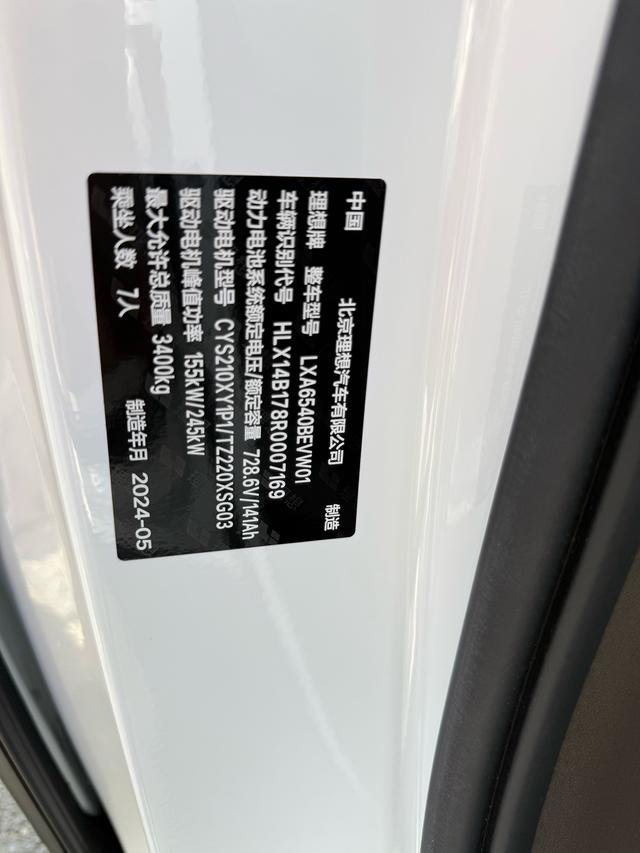 中国 北京理想汽车有限公司 制造
理想牌 整车型号 LXA6540BEVW01
车辆识别代号 HLX14B178R0007169
动力电池系统额定电压/额定容量 728.6V/141Ah
驱动电机型号 CYS210XY1P1/TZ220XSG03
驱动电机峰值功率 155kW/245kW
最大允许总质量 3400kg
乘坐人数 7人 制造年月 2024-05